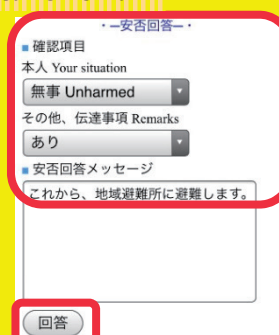 ・―安否回答―・
■ 確認項目
本人 Your situation
無事 Unharmed
その他、伝達事項 Remarks
あり
■ 安否回答メッセージ
これから、地域避難所に避難します。
回答